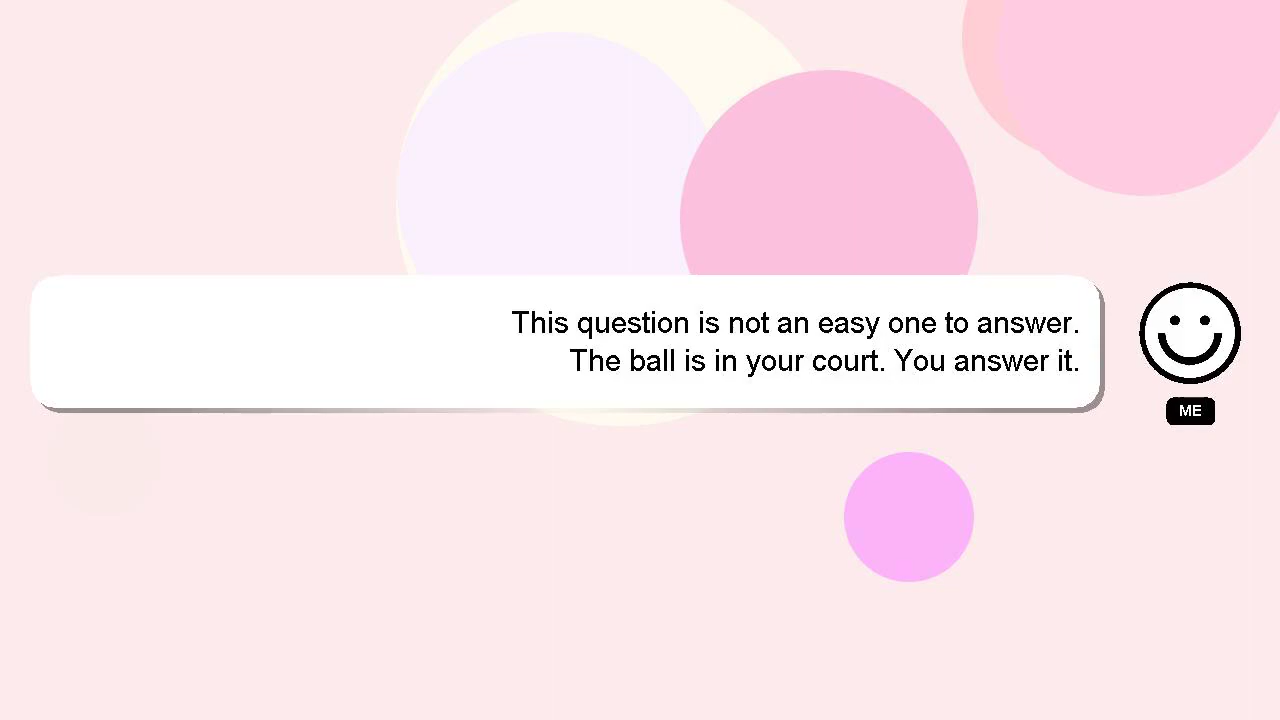 This question is not an easy one to answer.
The ball is in your court. You answer it.
ME